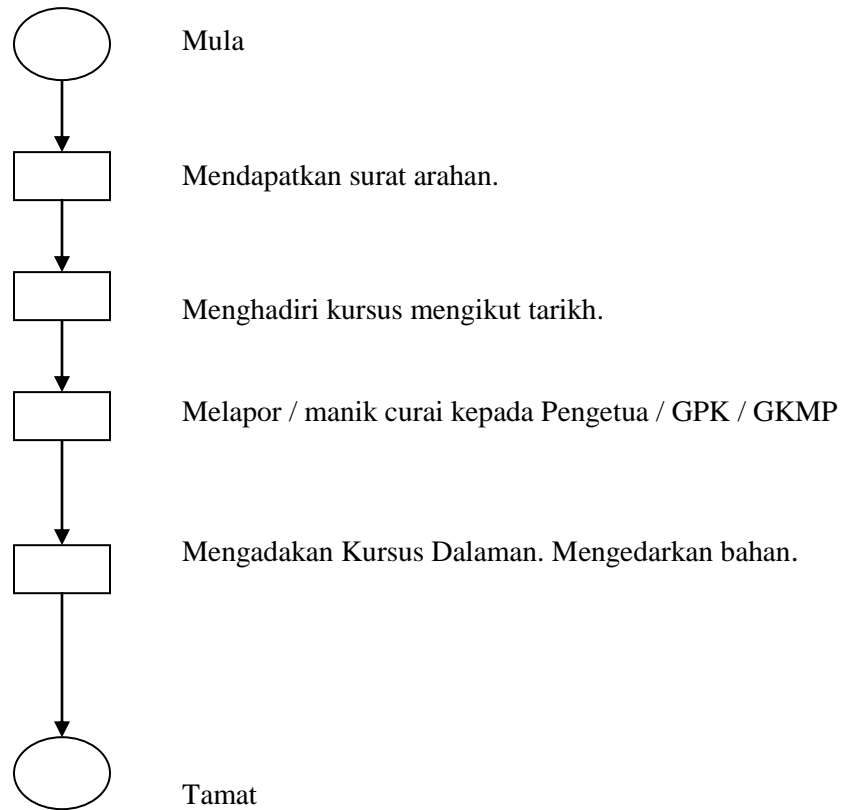 Mula
Mendapatkan surat arahan.
Menghadiri kursus mengikut tarikh.
Melapor / manik curai kepada Pengetua / GPK / GKMP
Mengadakan Kursus Dalaman. Mengedarkan bahan.
Tamat